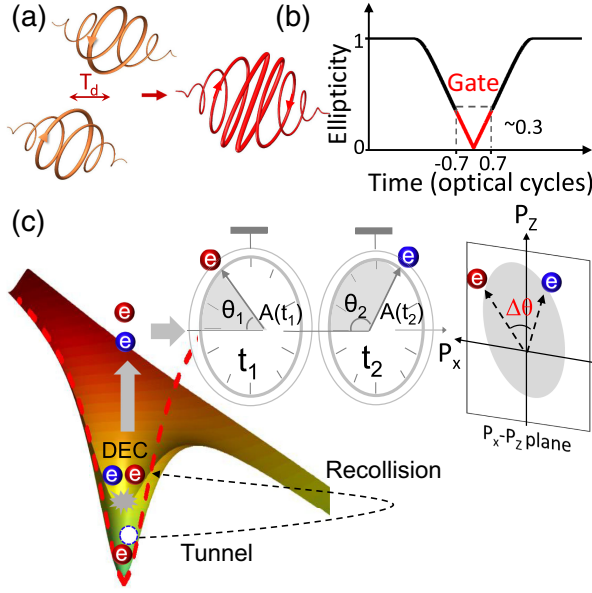 (a)
T_d
(b)
Ellipticity
1
0
Gate
~0.3
-0.7 0.7
Time (optical cycles)
(c)
e
e
DEC
e e
e
Tunnel
Recollision
e
θ₁ A(t₁)
t₁
e
θ₂ A(t₂)
t₂
P_Z
e e
Δθ
P_x
P_x-P_Z plane